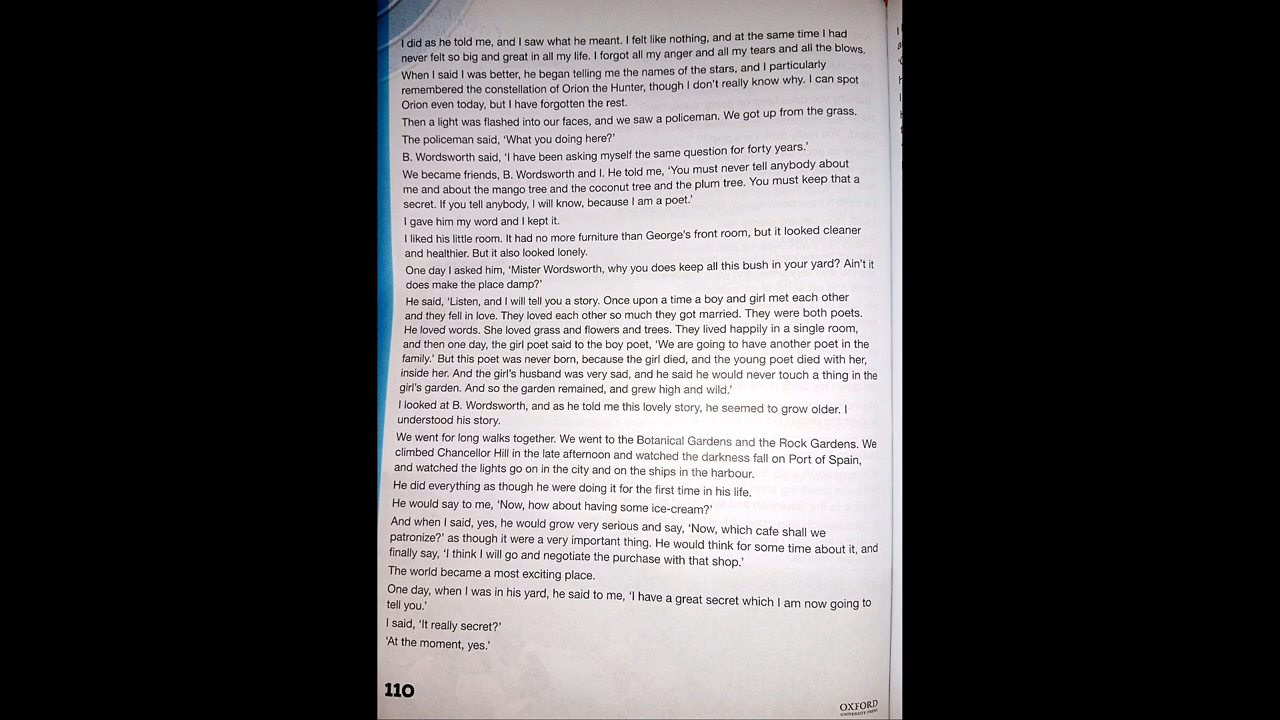 I did as he told me, and I saw what he meant. I felt like nothing, and at the same time I had
never felt so big and great in all my life. I forgot all my anger and all my tears and all the blows.
When I said I was better, he began telling me the names of the stars, and I particularly
remembered the constellation of Orion the Hunter, though I don't really know why. I can spot
Orion even today, but I have forgotten the rest.
Then a light was flashed into our faces, and we saw a policeman. We got up from the grass.
The policeman said, 'What you doing here?'
B. Wordsworth said, 'I have been asking myself the same question for forty years.'
We became friends, B. Wordsworth and I. He told me, 'You must never tell anybody about
me and about the mango tree and the coconut tree and the plum tree. You must keep that a
secret. If you tell anybody, I will know, because I am a poet.'
I gave him my word and I kept it.
I liked his little room. It had no more furniture than George's front room, but it looked cleaner
and healthier. But it also looked lonely.
One day I asked him, 'Mister Wordsworth, why you does keep all this bush in your yard? Ain't it
does make the place damp?'
He said, 'Listen, and I will tell you a story. Once upon a time a boy and girl met each other
and they fell in love. They loved each other so much they got married. They were both poets.
He loved words. She loved grass and flowers and trees. They lived happily in a single room,
and then one day, the girl poet said to the boy poet, 'We are going to have another poet in the
family.' But this poet was never born, because the girl died, and the young poet died with her,
inside her. And the girl's husband was very sad, and he said he would never touch a thing in the
girl's garden. And so the garden remained, and grew high and wild.'
I looked at B. Wordsworth, and as he told me this lovely story, he seemed to grow older. I
understood his story.
We went for long walks together. We went to the Botanical Gardens and the Rock Gardens. We
climbed Chancellor Hill in the late afternoon and watched the darkness fall on Port of Spain,
and watched the lights go on in the city and on the ships in the harbour.
He did everything as though he were doing it for the first time in his life.
He would say to me, 'Now, how about having some ice-cream?'
And when I said, yes, he would grow very serious and say, 'Now, which cafe shall we
patronize?' as though it were a very important thing. He would think for some time about it, and
finally say, 'I think I will go and negotiate the purchase with that shop.'
The world became a most exciting place.
One day, when I was in his yard, he said to me, 'I have a great secret which I am now going to
tell you.'
I said, 'It really secret?'
'At the moment, yes.'
110
OXFORD
UNIVERSITY PRESS